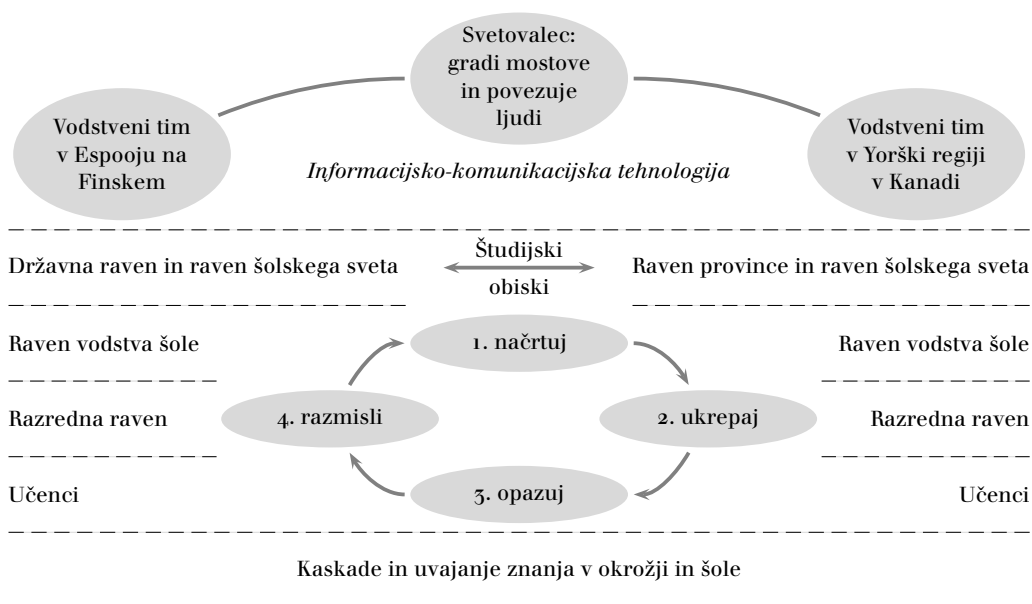 Svetovalec:
gradi mostove
in povezuje
ljudi
Vodstveni tim
v Espooju na
Finskem
Vodstveni tim
v Yorški regiji
v Kanadi
Informacijsko-komunikacijska tehnologija
Državna raven in raven šolskega sveta
Študijski
obiski
Raven province in raven šolskega sveta
Raven vodstva šole
1. načrtuj
Raven vodstva šole
Razredna raven
4. razmisli
2. ukrepaj
Razredna raven
Učenci
3. opazuj
Učenci
Kaskade in uvajanje znanja v okrožji in šole